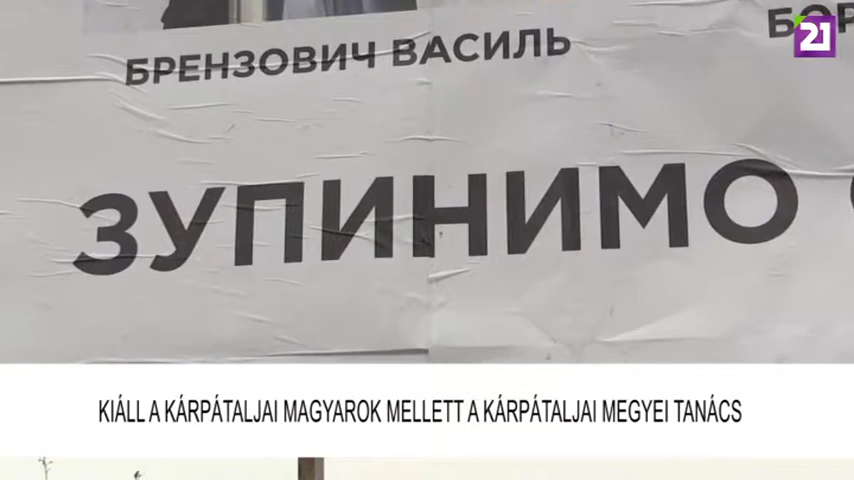 21
БРЕНЗОВИЧ ВАСИЛЬ
ЗУПИНИМО
KIÁLL A KÁRPÁTALJAI MAGYAROK MELLETT A KÁRPÁTALJAI MEGYEI TANÁCS